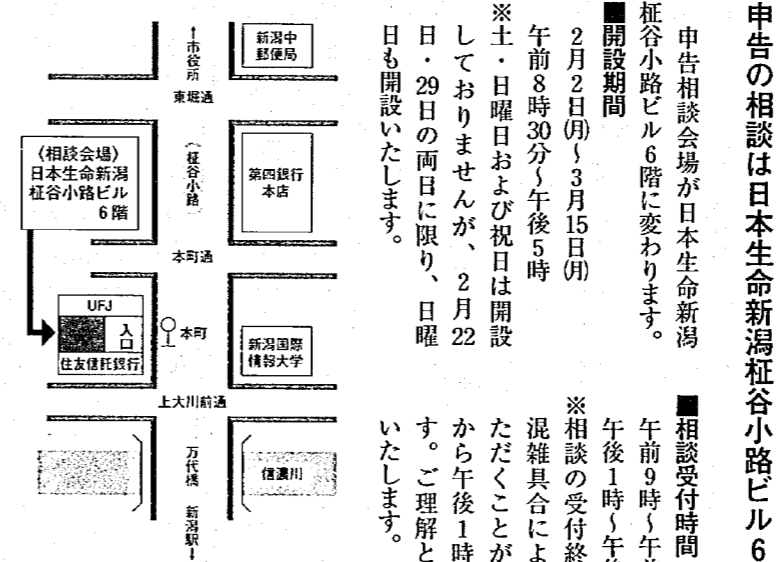 申告の相談は日本生命新潟柾谷小路ビル6
申告相談会場が日本生命新潟
柾谷小路ビル6階に変わります。
■開設期間
2月2日㈪〜3月15日㈪
午前8時30分〜午後5時
※土・日曜日および祝日は開設
しておりませんが、2月22
日・29日の両日に限り、日曜
日も開設いたします。
■相談受付時間
午前9時〜午
午後1時〜午後
※相談の受付終
混雑具合によ
ただくことが
から午後1時
す。ご理解と
いたします。
↑市役所
新潟中
郵便局
東堀通
〈相談会場〉
日本生命新潟
柾谷小路ビル
6階
(柾谷小路)
第四銀行
本店
本町通
UFJ
入口
住友信託銀行
本町
新潟国際
情報大学
上大川前通
万代橋
信濃川
新潟駅↓